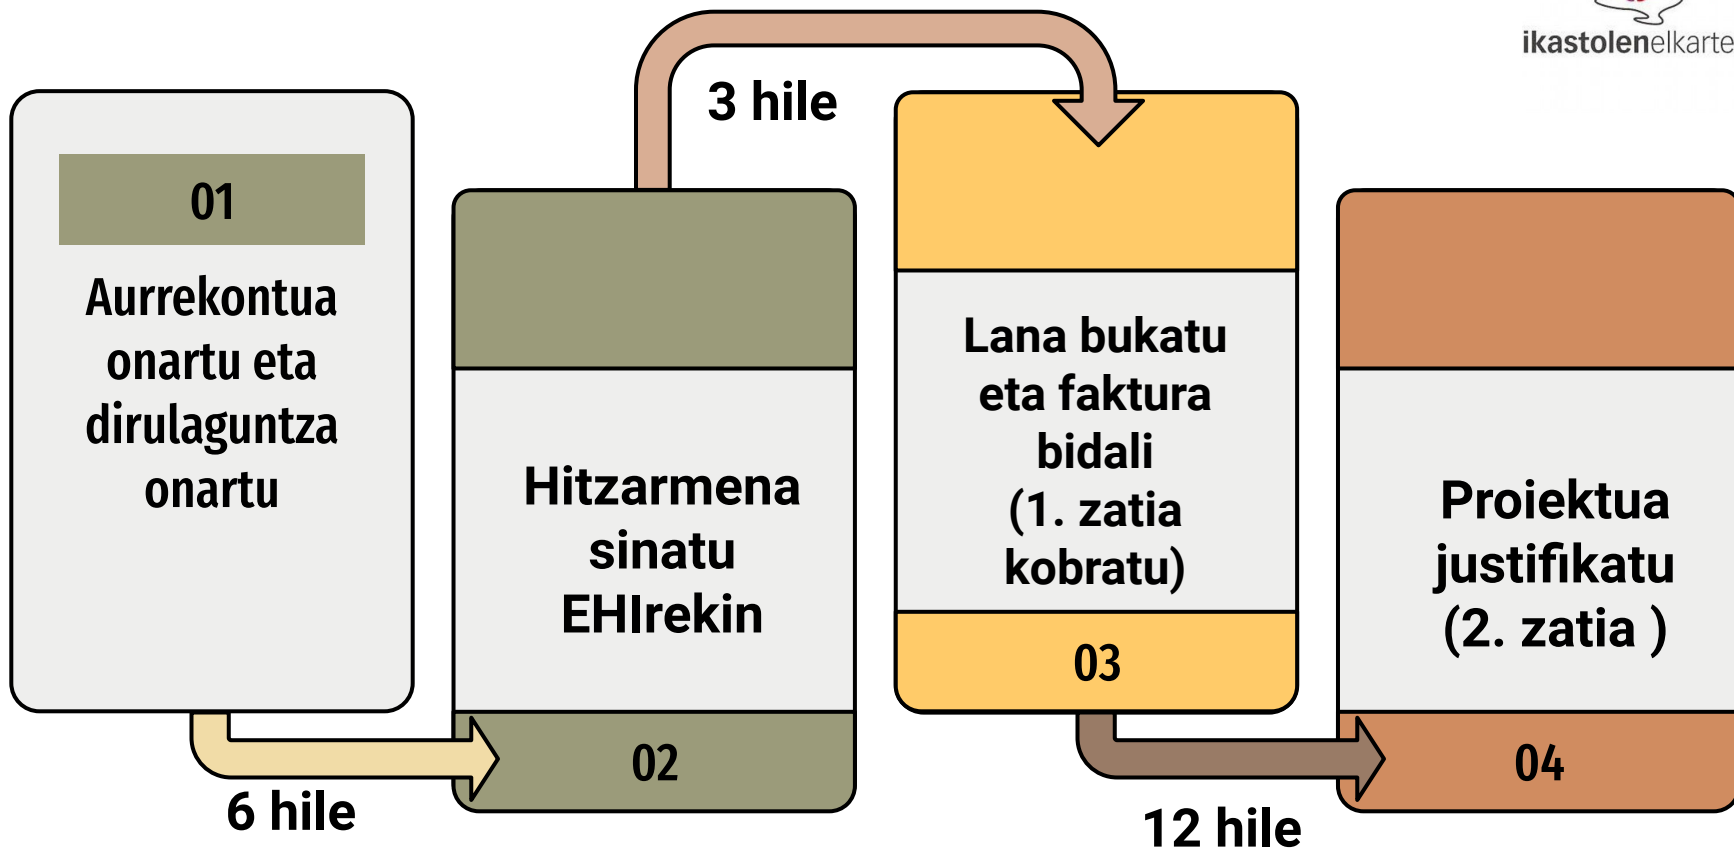 ikastolenelkartea
3 hile
01
Aurrekontua
onartu eta
dirulaguntza
onartu
6 hile
Hitzarmena
sinatu
EHIrekin
02
Lana bukatu
eta faktura
bidali
(1. zatia
kobratu)
03
12 hile
Proiektua
justifikatu
(2. zatia )
04